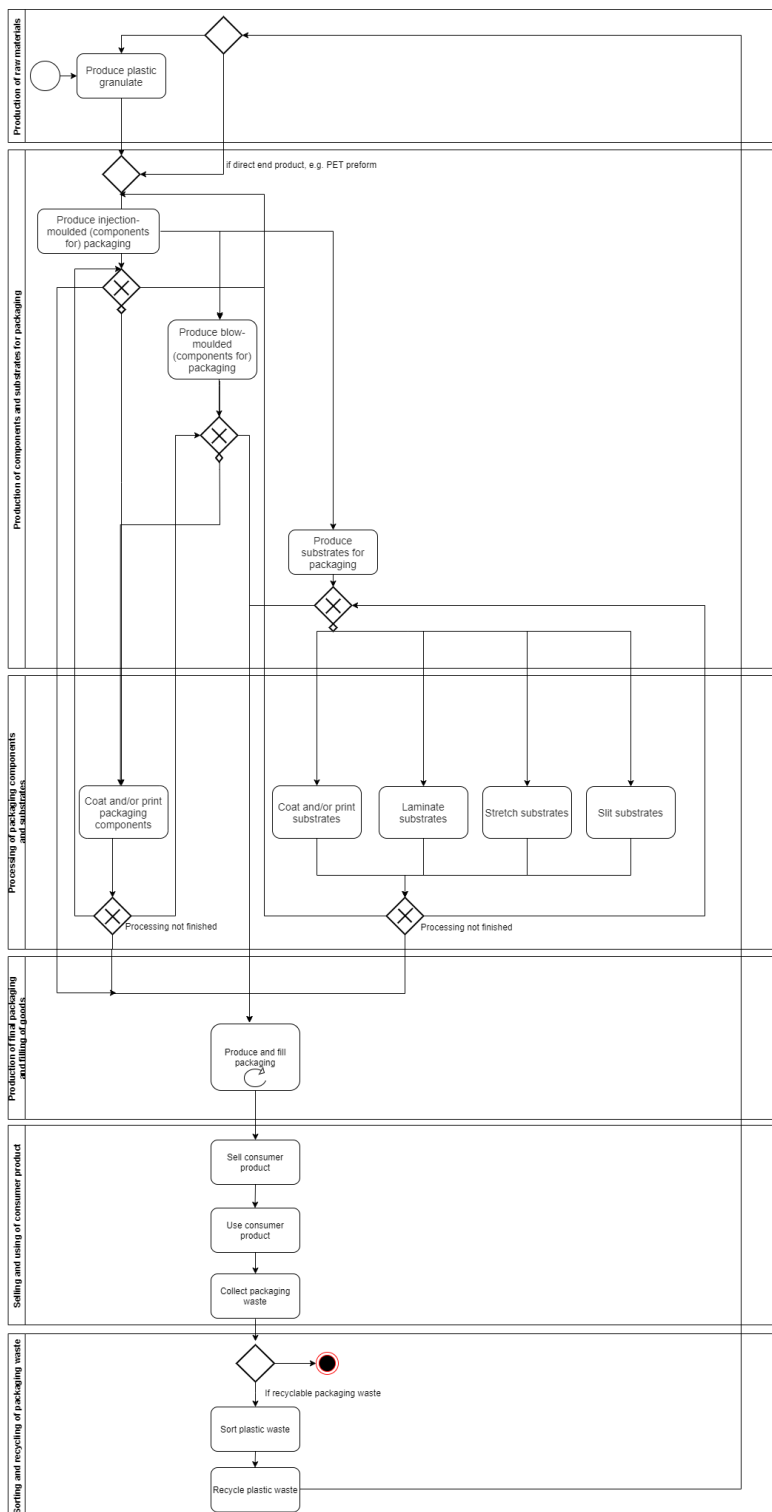 Production of raw materials
Produce plastic
granulate
if direct end product, e.g. PET preform
Production of components and substrates for packaging
Produce injection-
moulded (components
for) packaging
Produce blow-
moulded
(components for)
packaging
Produce
substrates for
packaging
Processing of packaging components
and substrates
Coat and/or print
packaging
components
Coat and/or print
substrates
Laminate
substrates
Stretch substrates
Slit substrates
Processing not finished
Processing not finished
Production of final packaging
and filling of goods
Produce and fill
packaging
Selling and using of consumer product
Sell consumer
product
Use consumer
product
Collect packaging
waste
Sorting and recycling of packaging waste
If recyclable packaging waste
Sort plastic waste
Recycle plastic waste